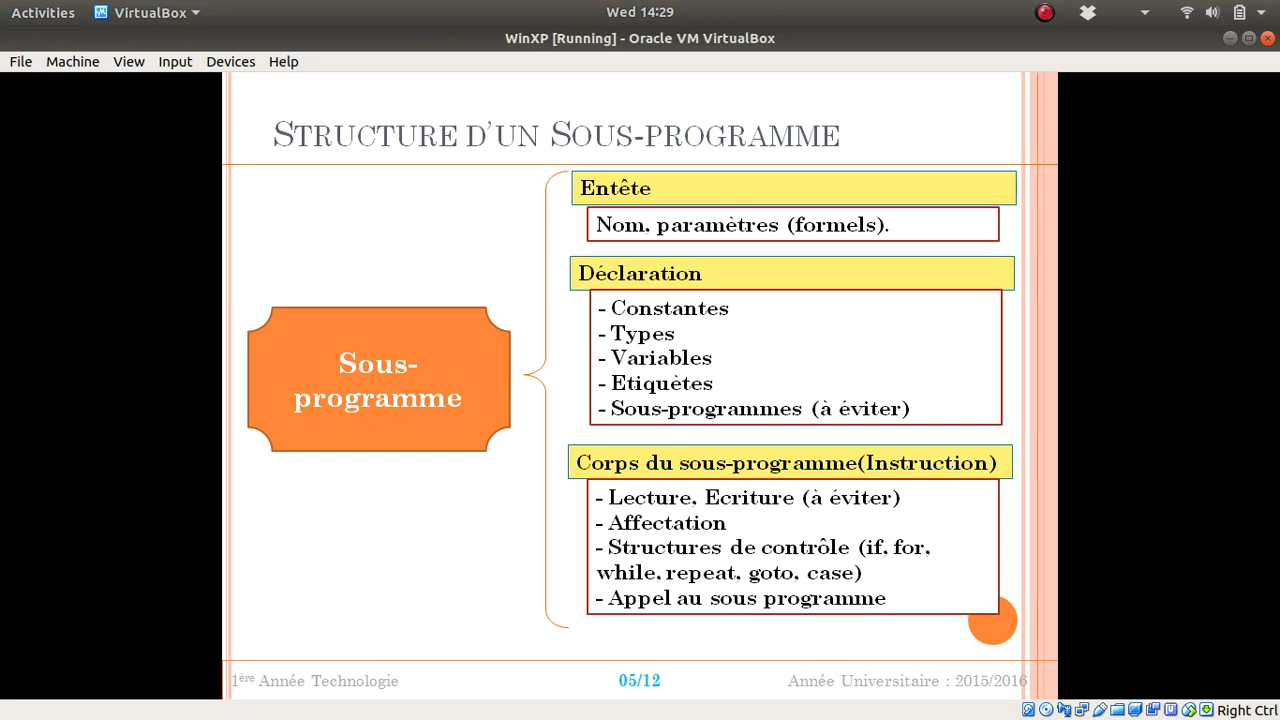 Activities VirtualBox Wed 14:29
WinXP [Running] - Oracle VM VirtualBox
File Machine View Input Devices Help
STRUCTURE D'UN SOUS-PROGRAMME
Entête
Nom, paramètres (formels).
Déclaration
- Constantes
- Types
- Variables
- Etiquètes
- Sous-programmes (à éviter)
Sous-
programme
Corps du sous-programme(Instruction)
- Lecture, Ecriture (à éviter)
- Affectation
- Structures de contrôle (if, for,
while, repeat, goto, case)
- Appel au sous programme
1ère Année Technologie 05/12 Année Universitaire : 2015/2016
Right Ctrl